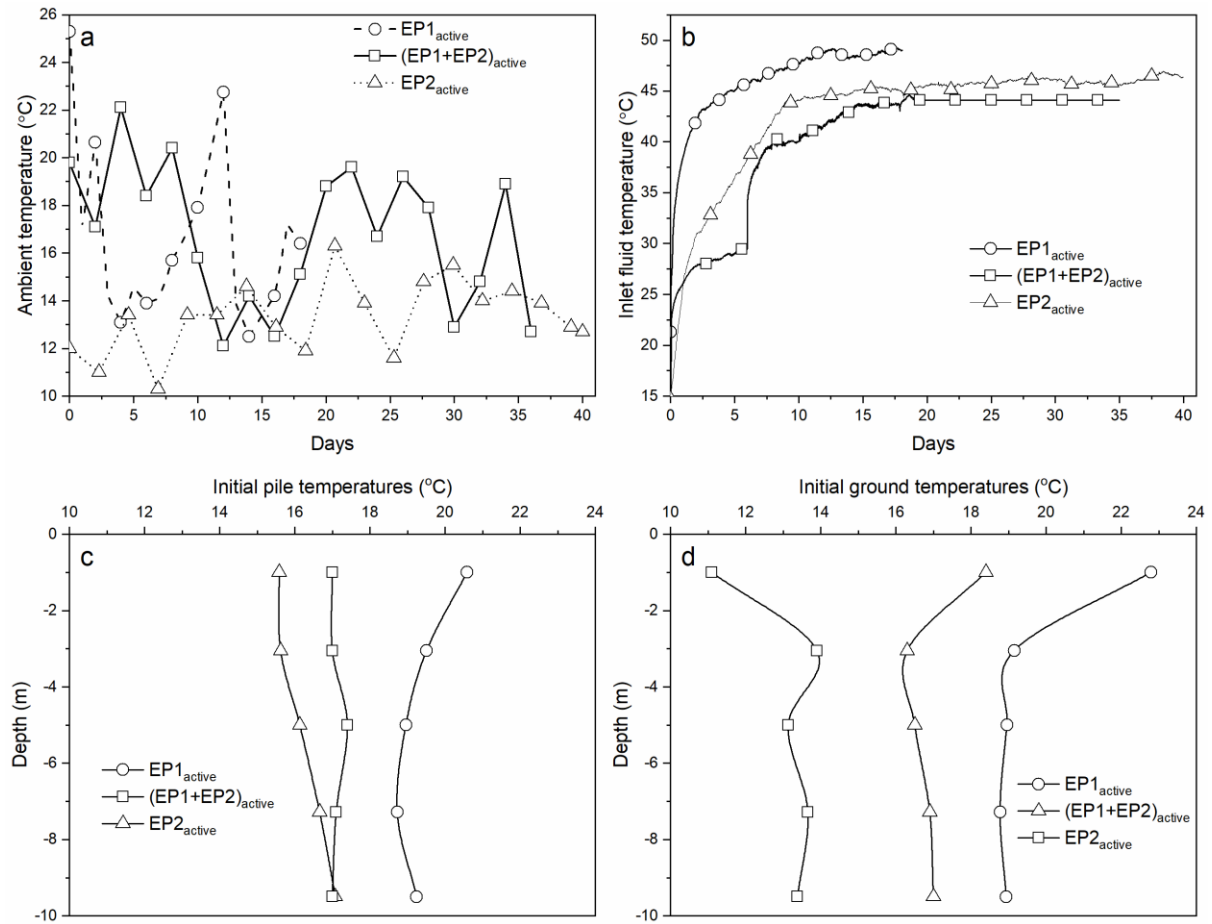 a
EP1active
(EP1+EP2)active
EP2active
Ambient temperature (°C)
26
24
22
20
18
16
14
12
10
0 5 10 15 20 25 30 35 40
Days
b
EP1active
(EP1+EP2)active
EP2active
Inlet fluid temperature (°C)
50
45
40
35
30
25
20
15
0 5 10 15 20 25 30 35 40
Days
Initial pile temperatures (°C)
10 12 14 16 18 20 22 24
c
Depth (m)
0
-2
-4
-6
-8
-10
EP1active
(EP1+EP2)active
EP2active
Initial ground temperatures (°C)
10 12 14 16 18 20 22 24
d
Depth (m)
0
-2
-4
-6
-8
-10
EP1active
(EP1+EP2)active
EP2active